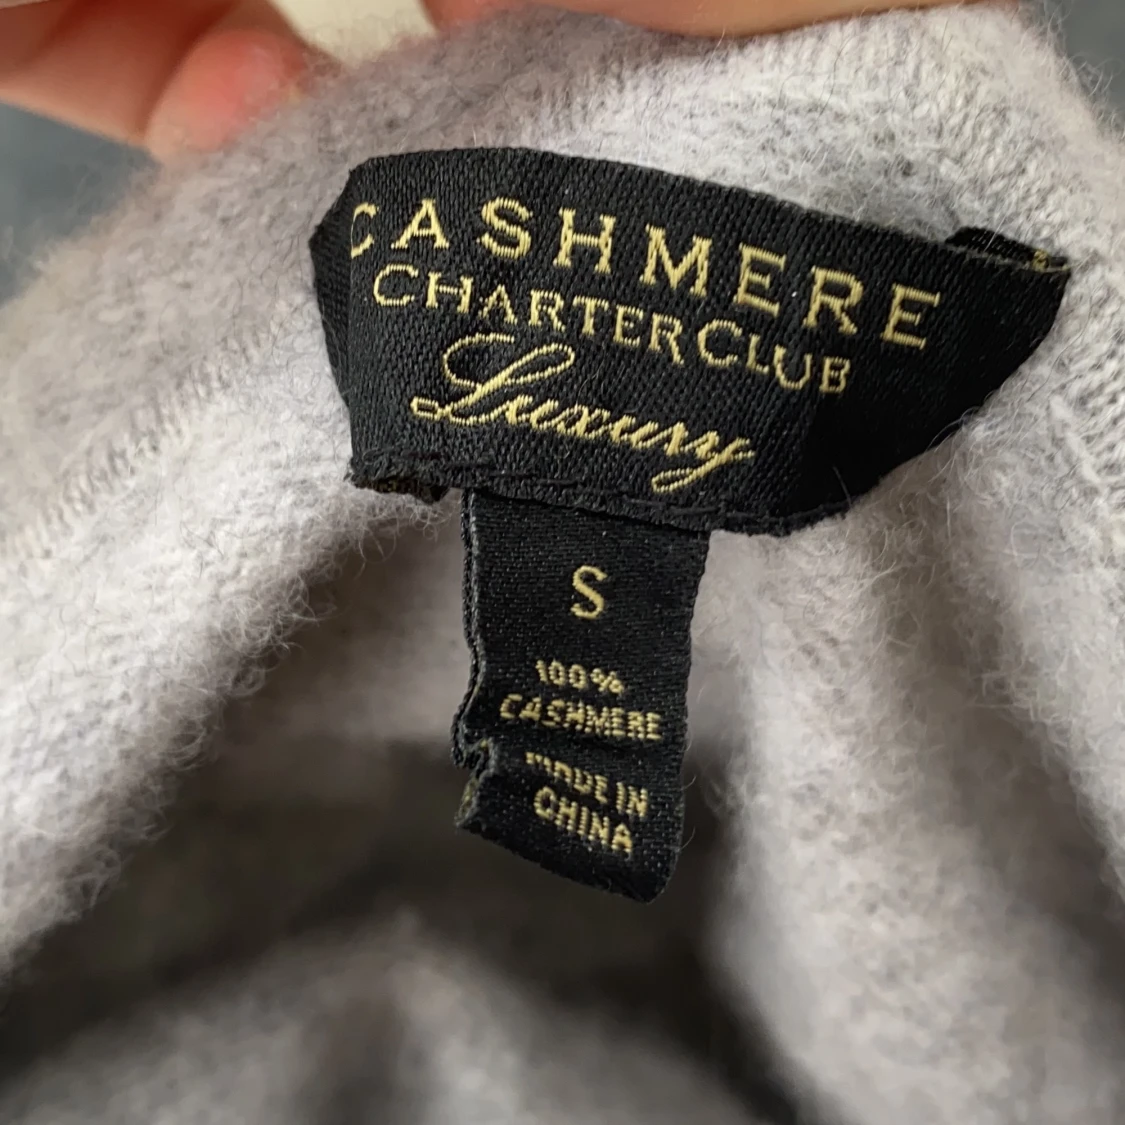 CASHMERE
CHARTER CLUB
Luxury
S
100%
CASHMERE
MADE IN
CHINA